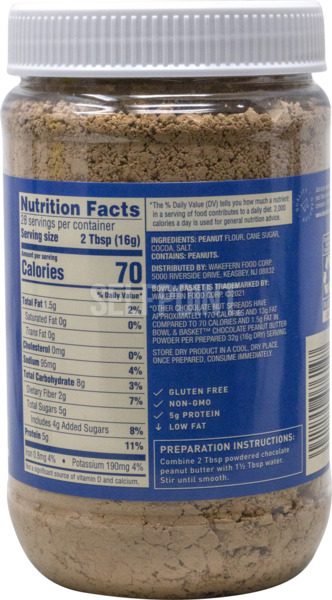 Nutrition Facts
28 servings per container
Serving size 2 Tbsp (16g)
Amount per serving
Calories 70
% Daily Value*
Total Fat 1.5g 2%
Saturated Fat 0g 0%
Trans Fat 0g
Cholesterol 0mg 0%
Sodium 65mg 3%
Total Carbohydrate 8g 3%
Dietary Fiber 2g 7%
Total Sugars 5g
Includes 4g Added Sugars 8%
Protein 5g 11%
Iron 0.8mg 4% • Potassium 190mg 4%
Not a significant source of vitamin D and calcium.
*The % Daily Value (DV) tells you how much a nutrient
in a serving of food contributes to a daily diet. 2,000
calories a day is used for general nutrition advice.
INGREDIENTS: PEANUT FLOUR, CANE SUGAR,
COCOA, SALT.
CONTAINS: PEANUTS.
DISTRIBUTED BY: WAKEFERN FOOD CORP.
5000 RIVERSIDE DRIVE, KEASBEY, NJ 08832
BOWL & BASKET IS TRADEMARKED BY:
WAKEFERN FOOD CORP. ©2021
*OTHER CHOCOLATE NUT SPREADS HAVE
APPROXIMATELY 170 CALORIES AND 13g FAT
COMPARED TO 70 CALORIES AND 1.5g FAT IN
BOWL & BASKET™ CHOCOLATE PEANUT BUTTER
POWDER PER PREPARED 32g (16g DRY) SERVING.
STORE DRY PRODUCT IN A COOL, DRY PLACE.
ONCE PREPARED, CONSUME IMMEDIATELY.
✓ GLUTEN FREE
✓ NON-GMO
✓ 5g PROTEIN
↓ LOW FAT
PREPARATION INSTRUCTIONS:
Combine 2 Tbsp powdered chocolate
peanut butter with 1½ Tbsp water.
Stir until smooth.